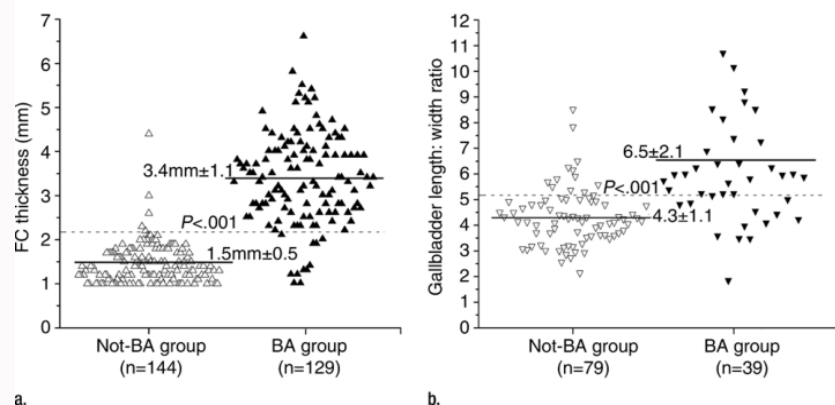 FC thickness (mm)
7
6
5
4
3
2
1
0
3.4mm±1.1
P<.001
1.5mm±0.5
Not-BA group
(n=144)
BA group
(n=129)
a.
Gallbladder length: width ratio
12
11
10
9
8
7
6
5
4
3
2
1
0
6.5±2.1
P<.001
4.3±1.1
Not-BA group
(n=79)
BA group
(n=39)
b.